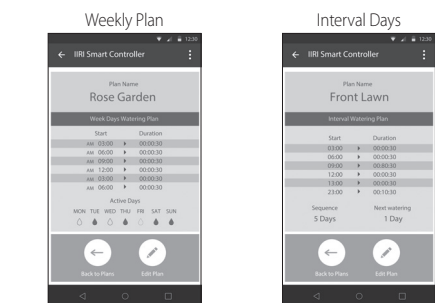 Weekly Plan
12:30
IIRI Smart Controller
Plan Name
Rose Garden
Week Days Watering Plan
Start Duration
AM 03:00 00:00:30
AM 06:00 00:00:30
AM 09:00 00:00:30
AM 12:00 00:00:30
AM 03:00 00:00:30
AM 06:00 00:00:30
Active Days
MON TUE WED THU FRI SAT SUN
Back to Plans Edit Plan
Interval Days
12:30
IIRI Smart Controller
Plan Name
Front Lawn
Interval Watering Plan
Start Duration
03:00 00:00:30
06:00 00:00:30
09:00 00:80:30
12:00 00:00:30
13:00 00:00:30
23:00 00:10:30
Sequence Next watering
5 Days 1 Day
Back to Plans Edit Plan